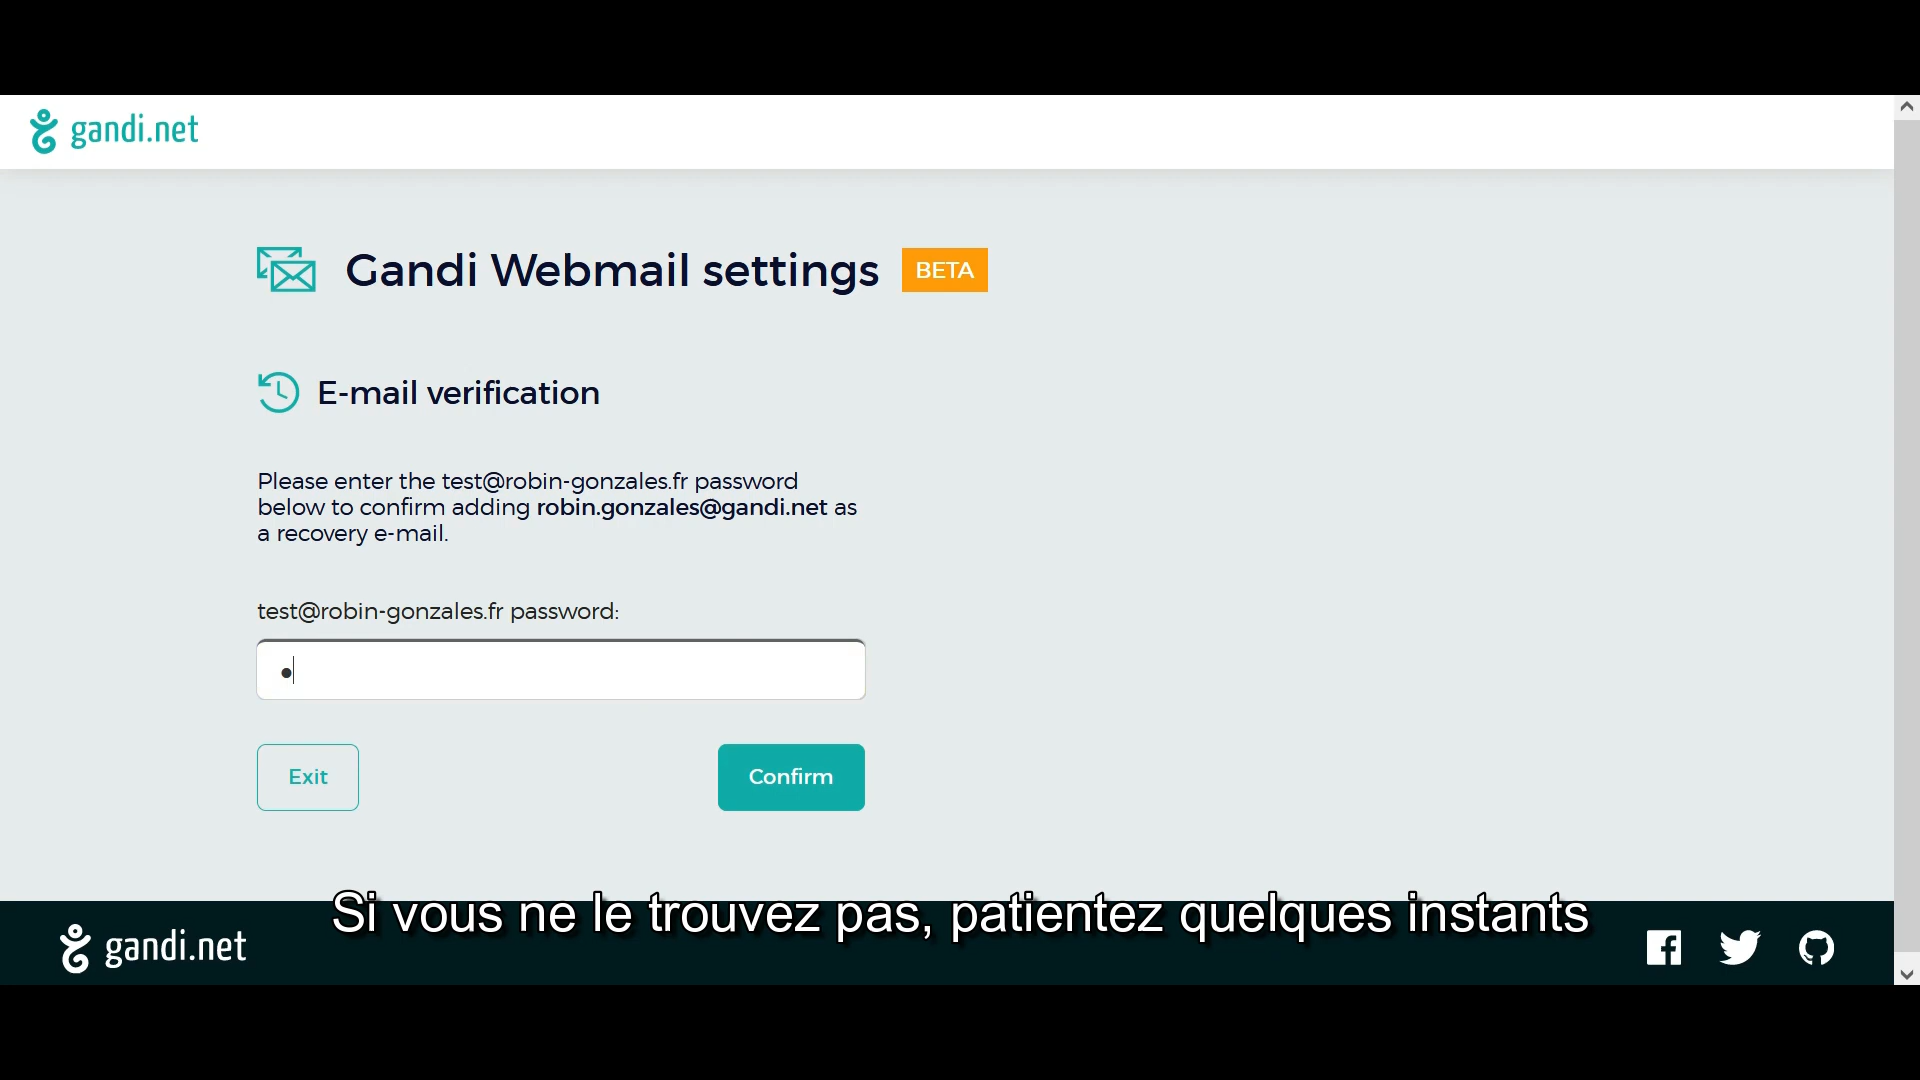 gandi.net
Gandi Webmail settings
BETA
E-mail verification
Please enter the test@robin-gonzales.fr password
below to confirm adding robin.gonzales@gandi.net as
a recovery e-mail.
test@robin-gonzales.fr password:
Exit
Confirm
Si vous ne le trouvez pas, patientez quelques instants
gandi.net